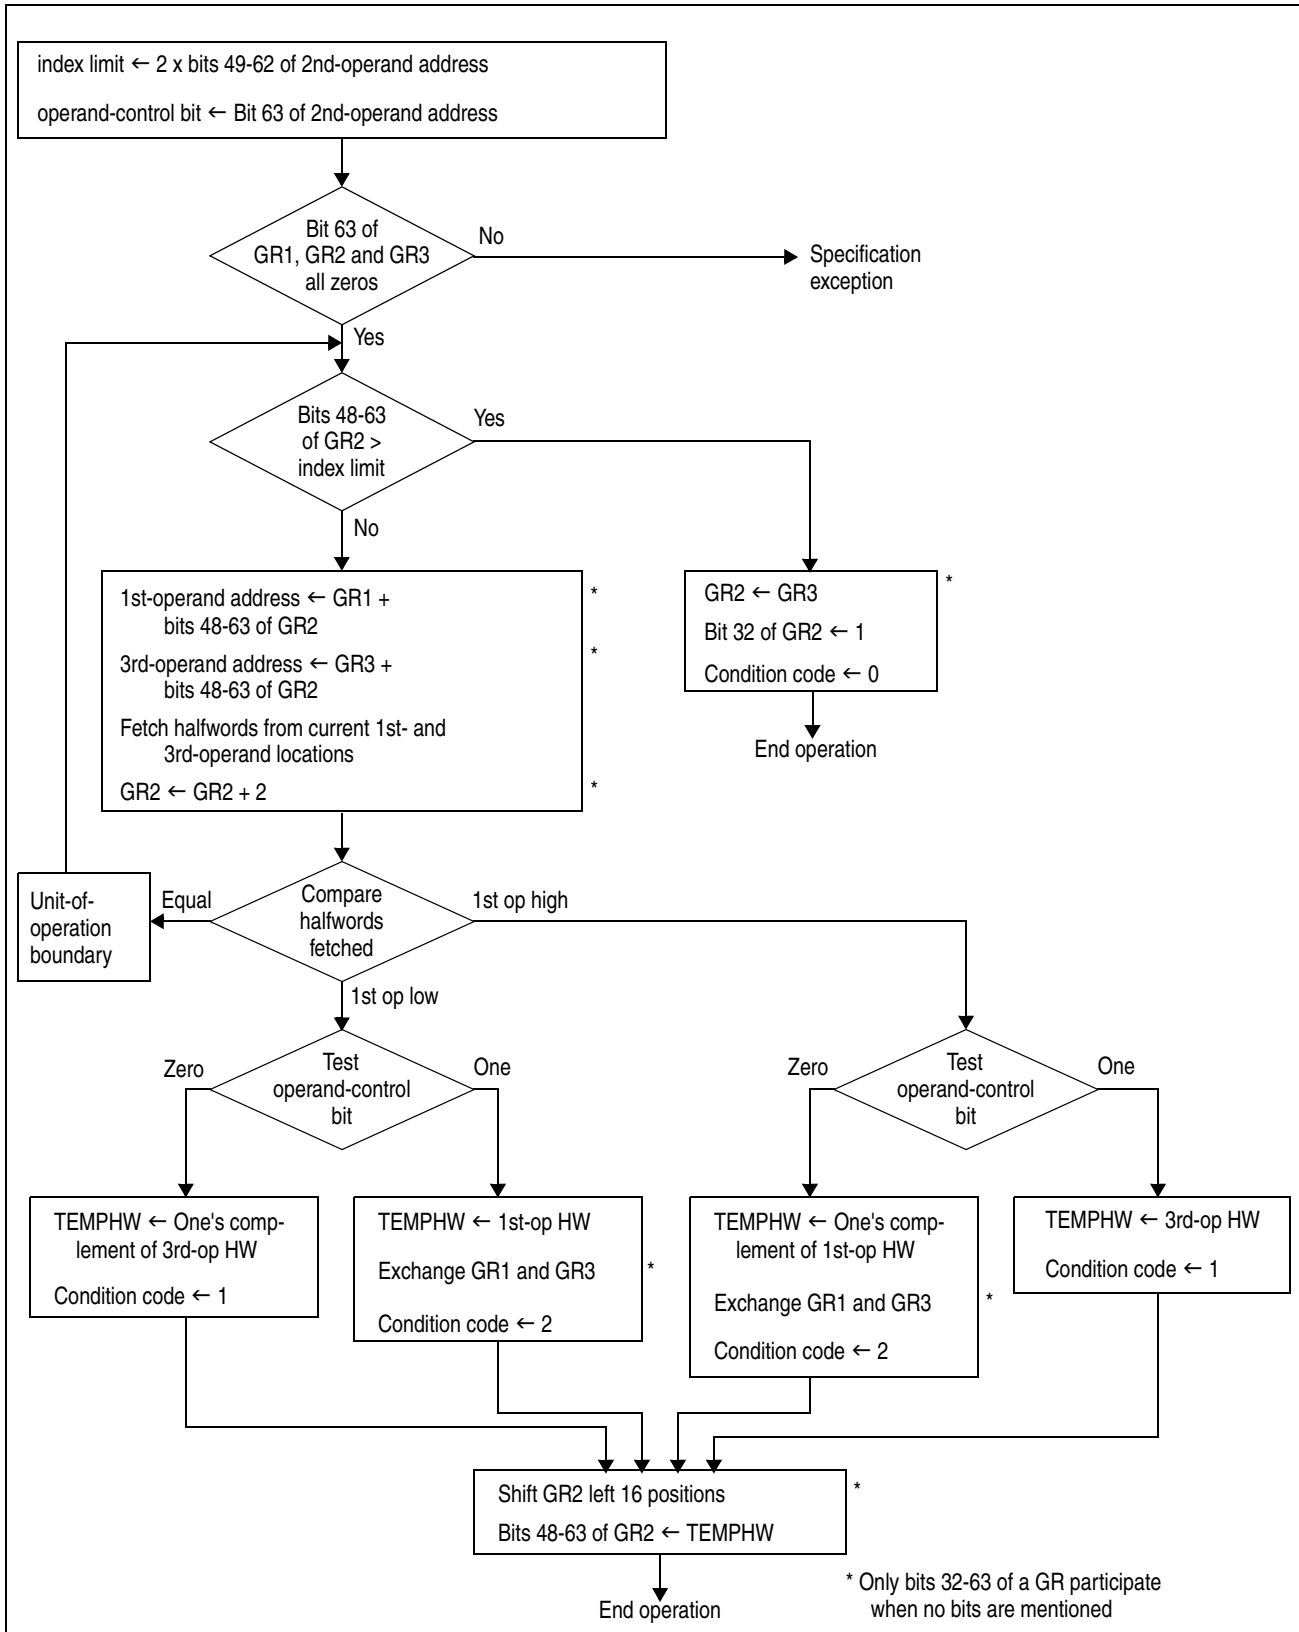 index limit ← 2 x bits 49-62 of 2nd-operand address
operand-control bit ← Bit 63 of 2nd-operand address
Bit 63 of
GR1, GR2 and GR3
all zeros
No
Specification
exception
Yes
Bits 48-63
of GR2 >
index limit
Yes
No
1st-operand address ← GR1 +
bits 48-63 of GR2
*
3rd-operand address ← GR3 +
bits 48-63 of GR2
*
Fetch halfwords from current 1st- and
3rd-operand locations
GR2 ← GR2 + 2
*
GR2 ← GR3
*
Bit 32 of GR2 ← 1
Condition code ← 0
End operation
Unit-of-
operation
boundary
Equal
Compare
halfwords
fetched
1st op high
1st op low
Zero
Test
operand-control
bit
One
Zero
Test
operand-control
bit
One
TEMPHW ← One's comp-
lement of 3rd-op HW
Condition code ← 1
TEMPHW ← 1st-op HW
Exchange GR1 and GR3
*
Condition code ← 2
TEMPHW ← One's comp-
lement of 1st-op HW
Exchange GR1 and GR3
*
Condition code ← 2
TEMPHW ← 3rd-op HW
Condition code ← 1
Shift GR2 left 16 positions
*
Bits 48-63 of GR2 ← TEMPHW
End operation
* Only bits 32-63 of a GR participate
when no bits are mentioned